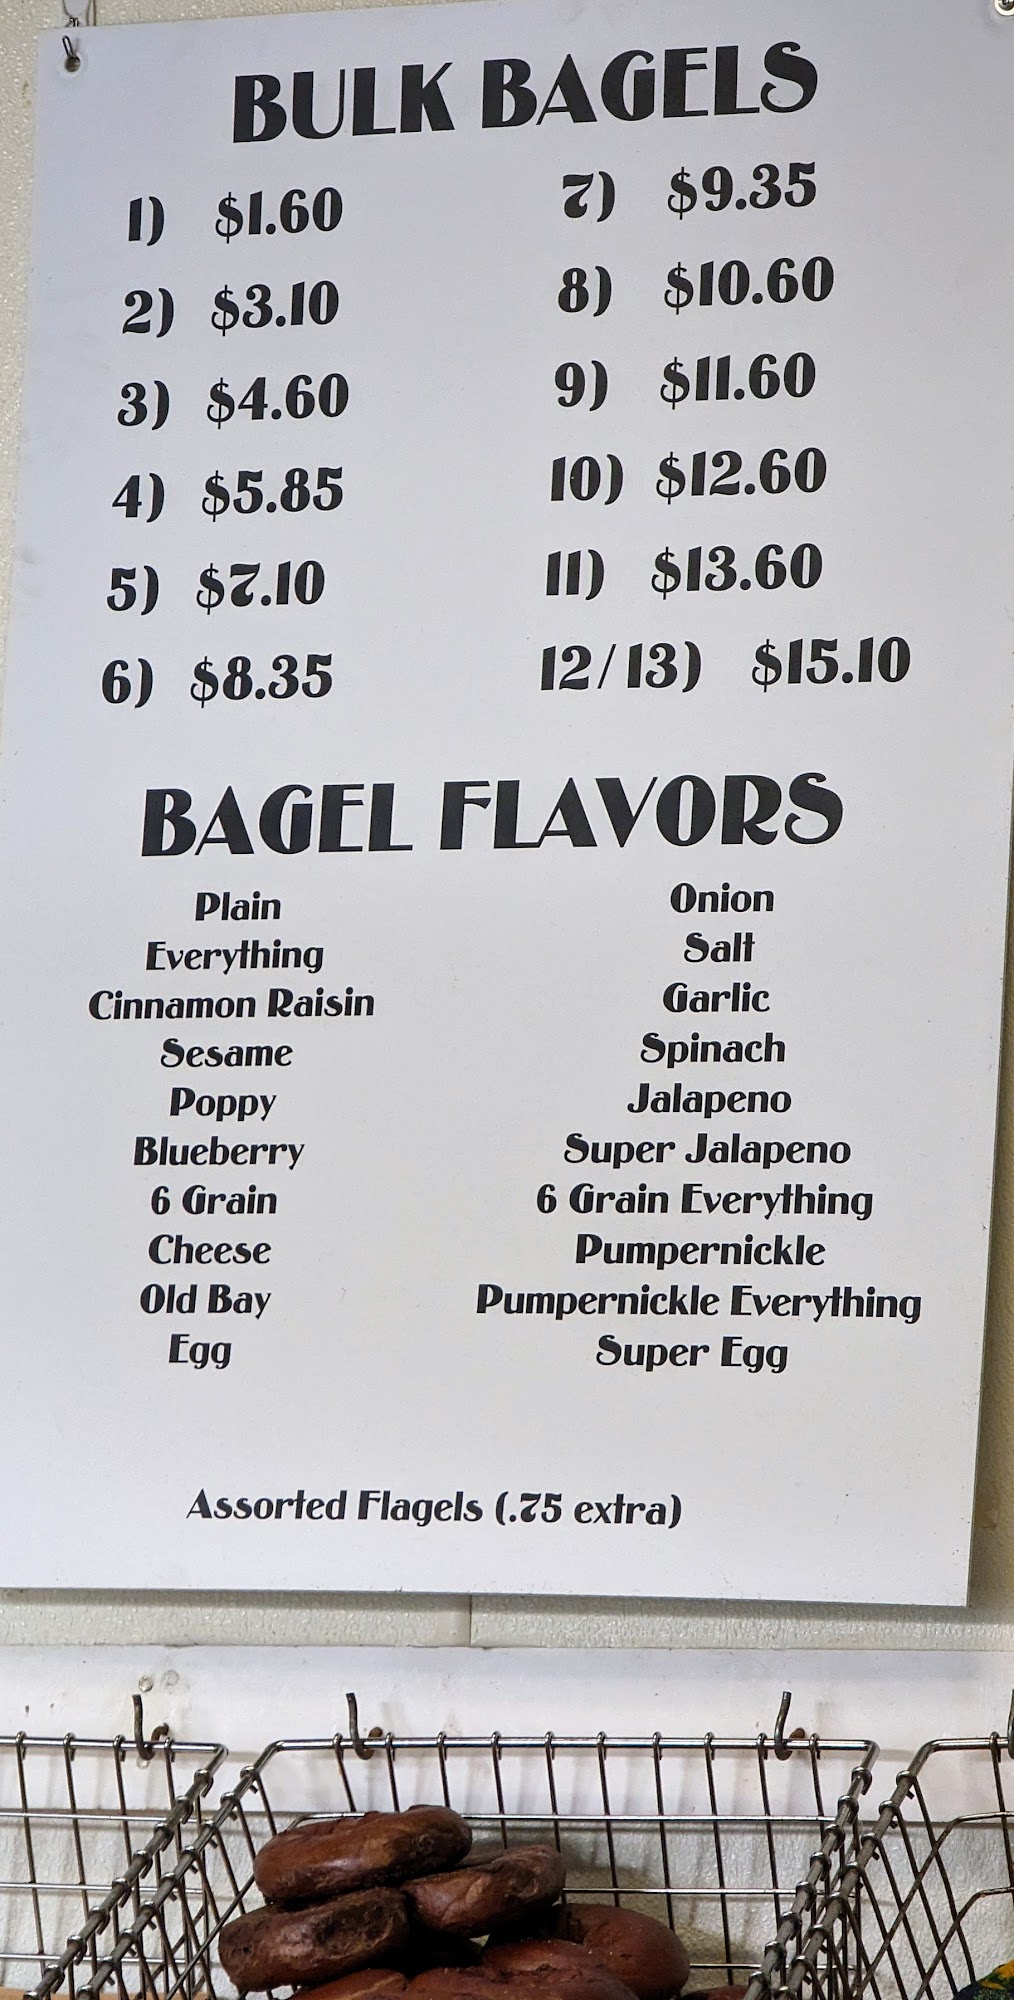 BULK BAGELS
1) $1.60
2) $3.10
3) $4.60
4) $5.85
5) $7.10
6) $8.35
7) $9.35
8) $10.60
9) $11.60
10) $12.60
11) $13.60
12/13) $15.10
BAGEL FLAVORS
Plain
Everything
Cinnamon Raisin
Sesame
Poppy
Blueberry
6 Grain
Cheese
Old Bay
Egg
Onion
Salt
Garlic
Spinach
Jalapeno
Super Jalapeno
6 Grain Everything
Pumpernickle
Pumpernickle Everything
Super Egg
Assorted Flagels (.75 extra)